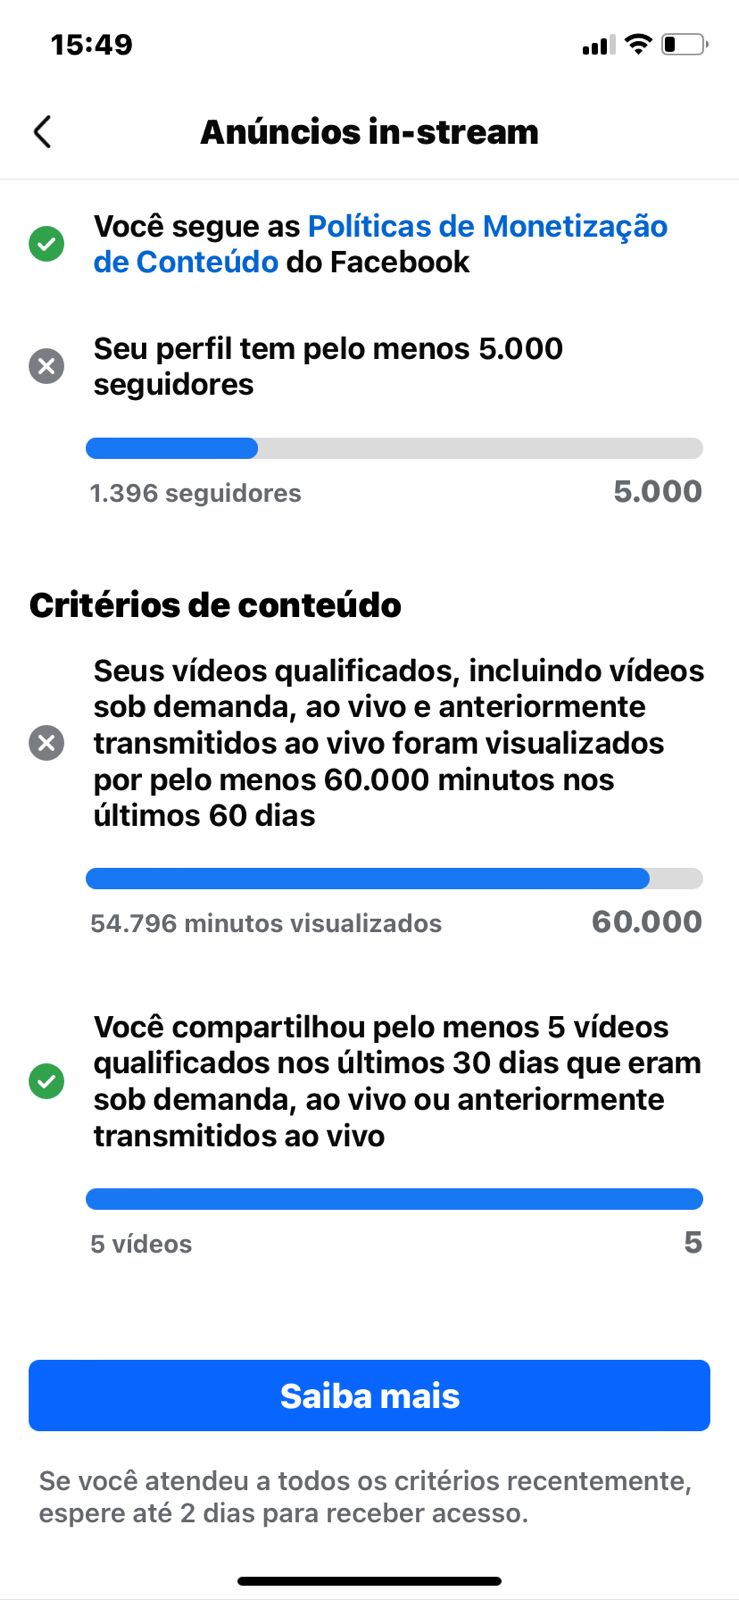 15:49
Anúncios in-stream
Você segue as Políticas de Monetização
de Conteúdo do Facebook
Seu perfil tem pelo menos 5.000
seguidores
1.396 seguidores 5.000
Critérios de conteúdo
Seus vídeos qualificados, incluindo vídeos
sob demanda, ao vivo e anteriormente
transmitidos ao vivo foram visualizados
por pelo menos 60.000 minutos nos
últimos 60 dias
54.796 minutos visualizados 60.000
Você compartilhou pelo menos 5 vídeos
qualificados nos últimos 30 dias que eram
sob demanda, ao vivo ou anteriormente
transmitidos ao vivo
5 vídeos 5
Saiba mais
Se você atendeu a todos os critérios recentemente,
espere até 2 dias para receber acesso.